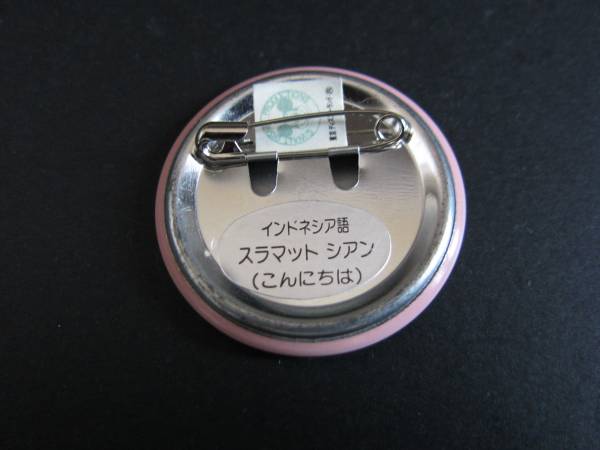 インドネシア語
スラマット シアン
(こんにちは)